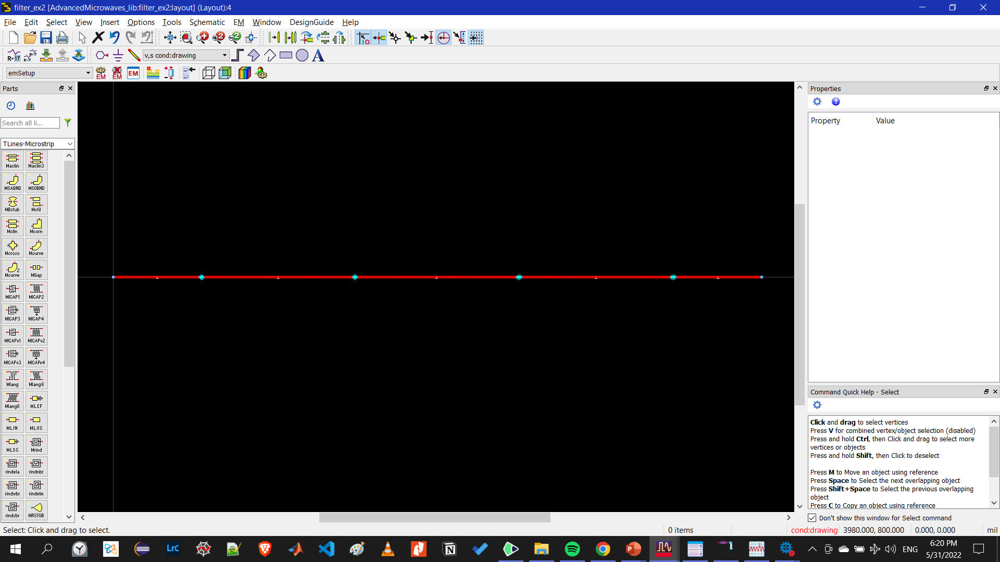 filter_ex2 [AdvancedMicrowaves_lib:filter_ex2:layout] (Layout):4
File Edit Select View Insert Options Tools Schematic EM Window DesignGuide Help
v,s cond:drawing
emSetup
EM EM EM
Parts
Search all li...
TLines-Microstrip
Maclin Maclin3
MSABND MSOBND
MBstub Mcfil
Mclin Mcorn
Mcroso Mcurve
Mcurve MGap
MICAP1 MICAP2
MICAP3 MICAP4
MICAPo1 MICAPo2
MICAPo3 MICAPo4
Mlang Mlang6
Mlang8 MLEF
MLIN MLOC
MLSC Mrind
rindela rindnbr
rindwbr rindelm
rindsbr MRSTUB
Properties
Property Value
Command Quick Help - Select
Click and drag to select vertices
Press V for combined vertex/object selection (disabled)
Press and hold Ctrl, then Click and drag to select more
vertices or objects
Press and hold Shift, then Click to deselect
Press M to Move an object using reference
Press Space to Select the next overlapping object
Press Shift+Space to Select the previous overlapping
object
Press C to Copy an object using reference
Don't show this window for Select command
Select: Click and drag to select.
0 items
cond:drawing
3980.000, 800.000
0.000, 0.000
mil
Lrc
ENG
6:20 PM
5/31/2022